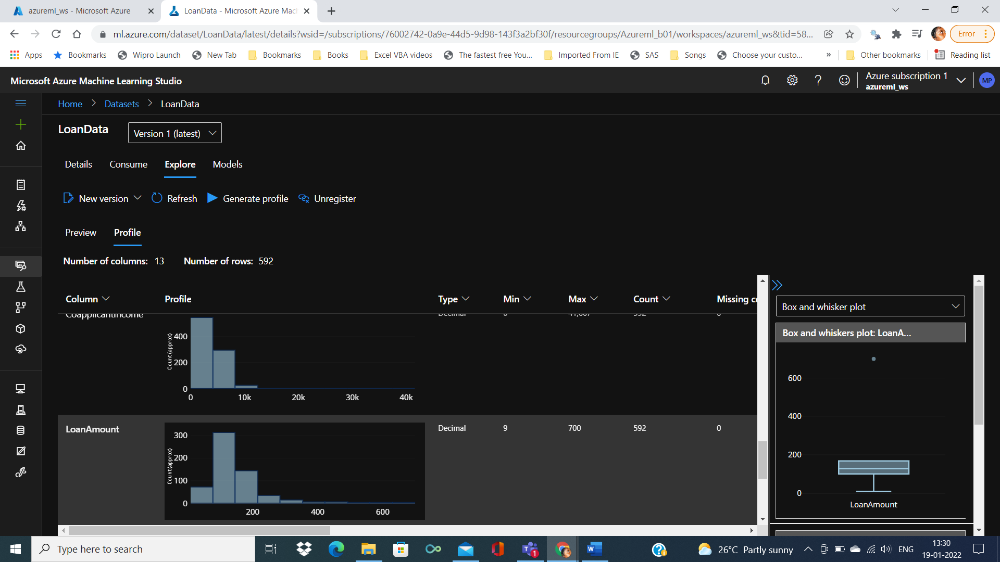 azureml_ws - Microsoft Azure
LoanData - Microsoft Azure Mac
ml.azure.com/dataset/LoanData/latest/details?wsid=/subscriptions/76002742-0a9e-44d5-9d98-143f3a2bf30f/resourcegroups/Azureml_b01/workspaces/azureml_ws&tid=58...
Error
Apps
Bookmarks
Wipro Launch
New Tab
Bookmarks
Books
Excel VBA videos
The fastest free You...
Imported From IE
SAS
Songs
Choose your custo...
»
Other bookmarks
Reading list
Microsoft Azure Machine Learning Studio
Azure subscription 1
azureml_ws
MP
Home > Datasets > LoanData
LoanData
Version 1 (latest)
Details Consume Explore Models
New version Refresh Generate profile Unregister
Preview Profile
Number of columns: 13 Number of rows: 592
Column Profile Type Min Max Count Missing co
CoapplicantIncome Decimal 0 41,667 592 0
Count(approx)
400
200
0
0 10k 20k 30k 40k
LoanAmount Decimal 9 700 592 0
Count(approx)
300
200
100
0
200 400 600
Box and whisker plot
Box and whiskers plot: LoanA...
600
400
200
0
LoanAmount
Type here to search
1
26°C Partly sunny
ENG
13:30
19-01-2022